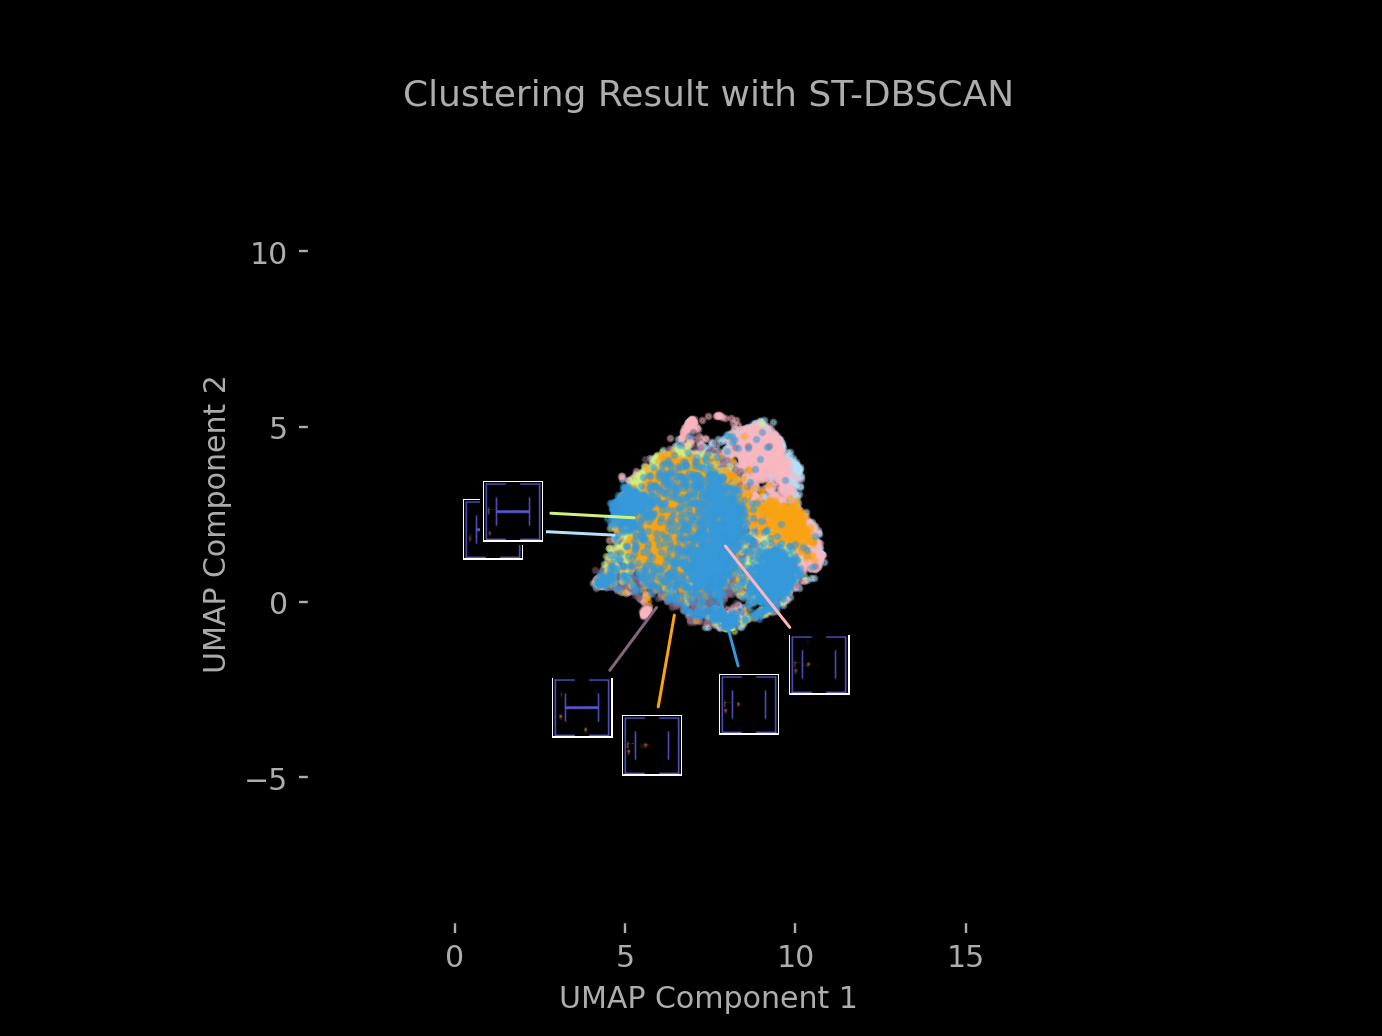 Clustering Result with ST-DBSCAN
10
5
0
−5
UMAP Component 2
0 5 10 15
UMAP Component 1